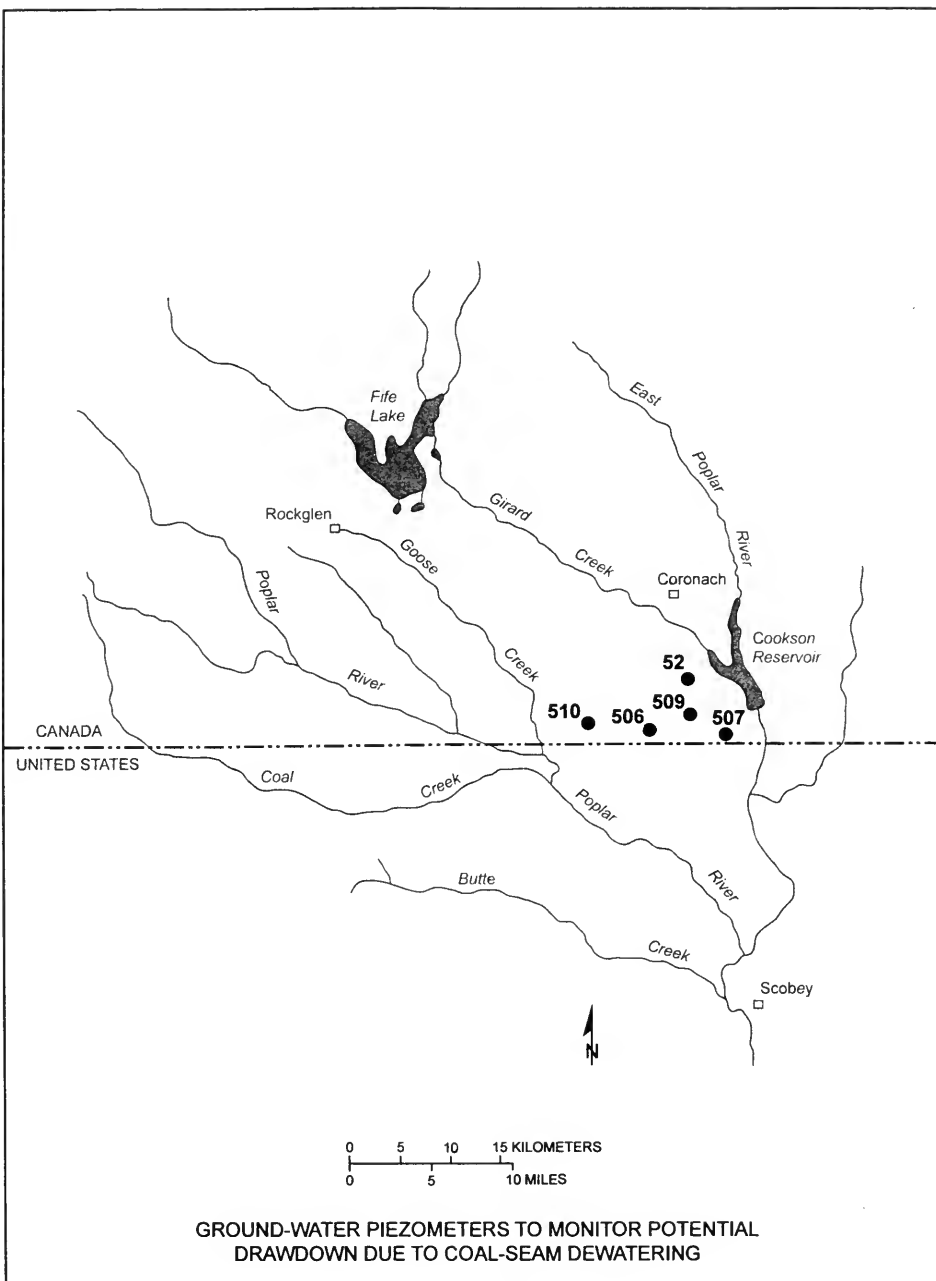 Fife
Lake
East
Poplar
River
Rockglen
Girard
Creek
Goose
Creek
Coronach
Poplar
River
Cookson
Reservoir
52
509
510
506
507
CANADA
UNITED STATES
Coal
Creek
Poplar
River
Butte
Creek
Scobey
N
0 5 10 15 KILOMETERS
0 5 10 MILES
GROUND-WATER PIEZOMETERS TO MONITOR POTENTIAL
DRAWDOWN DUE TO COAL-SEAM DEWATERING